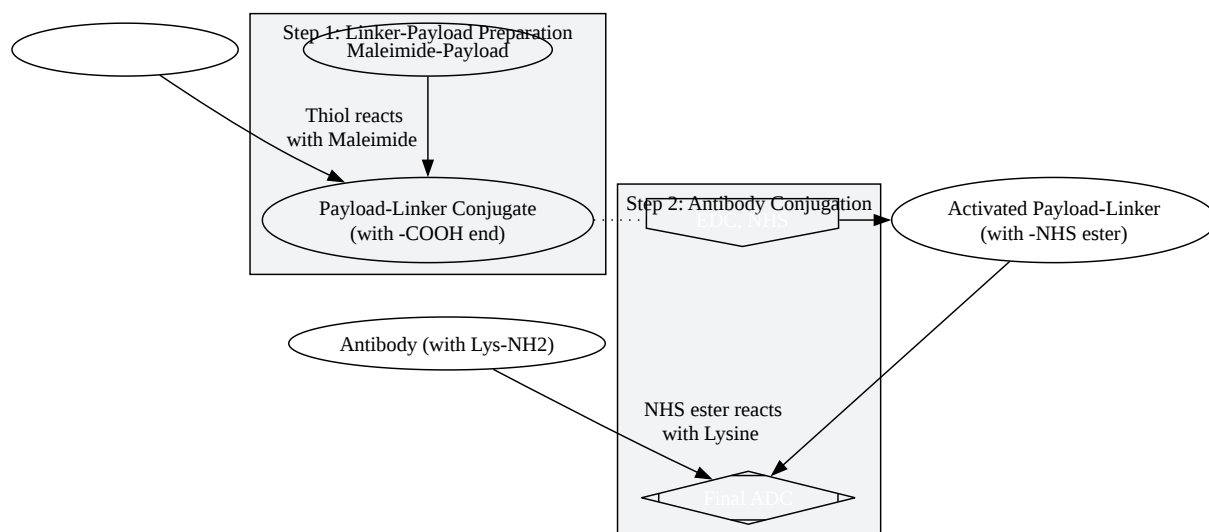 Step 1: Linker-Payload Preparation
Maleimide-Payload
Thiol reacts
with Maleimide
Payload-Linker Conjugate
(with -COOH end)
Step 2: Antibody Conjugation
EDC, NHS
Activated Payload-Linker
(with -NHS ester)
Antibody (with Lys-NH2)
NHS ester reacts
with Lysine
Final ADC